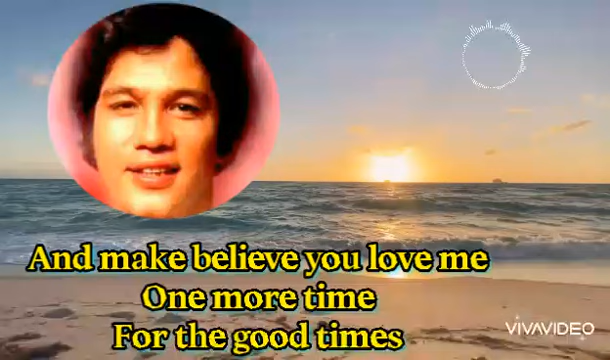 And make believe you love me
One more time
For the good times
VIVAVIDEO